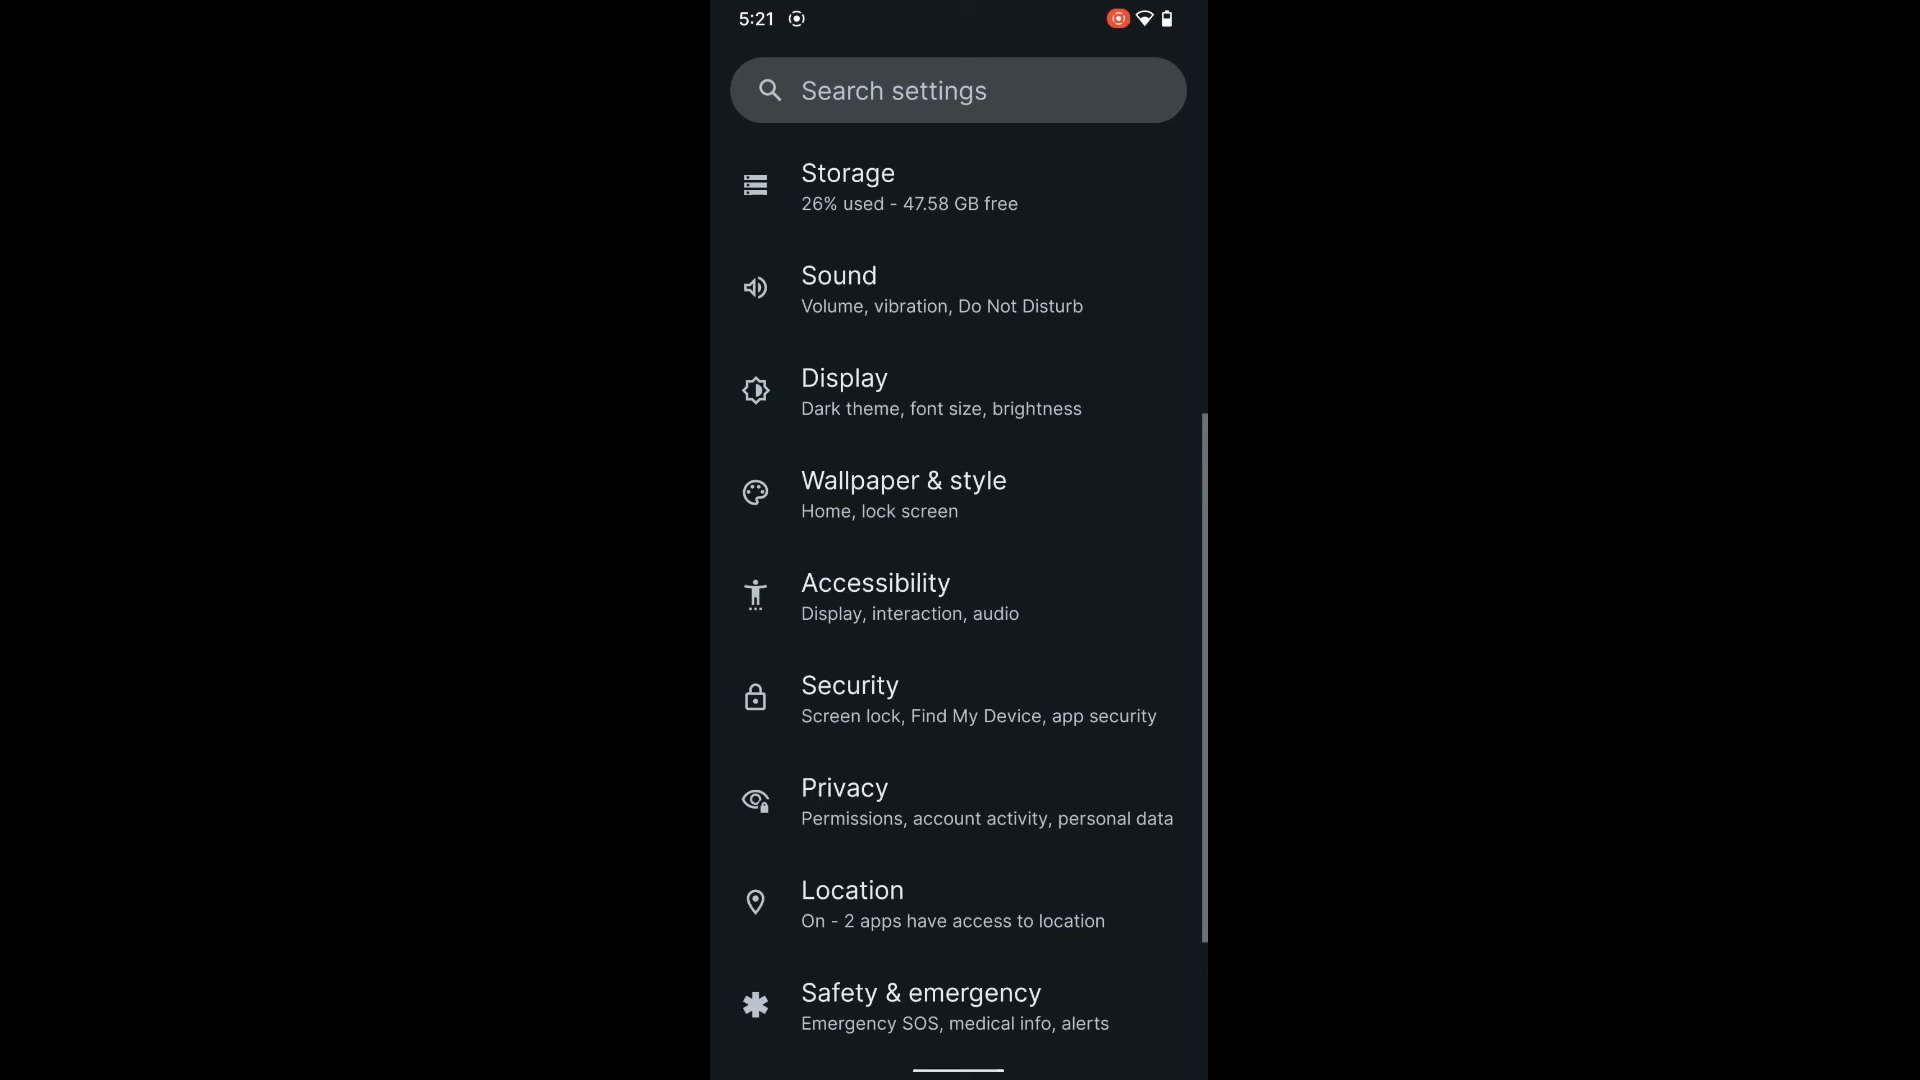 5:21
Search settings
Storage
26% used - 47.58 GB free
Sound
Volume, vibration, Do Not Disturb
Display
Dark theme, font size, brightness
Wallpaper & style
Home, lock screen
Accessibility
Display, interaction, audio
Security
Screen lock, Find My Device, app security
Privacy
Permissions, account activity, personal data
Location
On - 2 apps have access to location
Safety & emergency
Emergency SOS, medical info, alerts